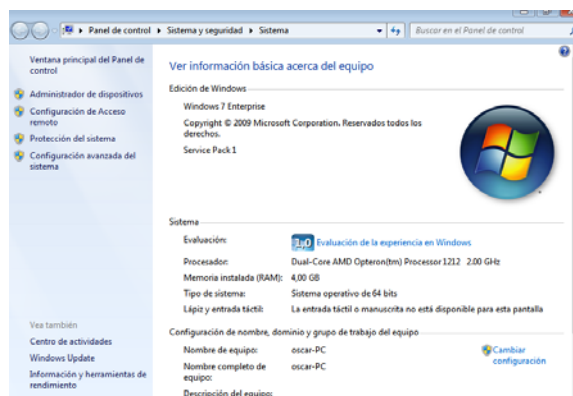 Panel de control ▸ Sistema y seguridad ▸ Sistema
Buscar en el Panel de control
Ventana principal del Panel de
control
Administrador de dispositivos
Configuración de Acceso
remoto
Protección del sistema
Configuración avanzada del
sistema
Vea también
Centro de actividades
Windows Update
Información y herramientas de
rendimiento
Ver información básica acerca del equipo
Edición de Windows
Windows 7 Enterprise
Copyright © 2009 Microsoft Corporation. Reservados todos los
derechos.
Service Pack 1
Sistema
Evaluación: 1,0 Evaluación de la experiencia en Windows
Procesador: Dual-Core AMD Opteron(tm) Processor 1212 2.00 GHz
Memoria instalada (RAM): 4,00 GB
Tipo de sistema: Sistema operativo de 64 bits
Lápiz y entrada táctil: La entrada táctil o manuscrita no está disponible para esta pantalla
Configuración de nombre, dominio y grupo de trabajo del equipo
Nombre de equipo: oscar-PC
Cambiar
configuración
Nombre completo de
equipo: oscar-PC
Descripción del equipo: